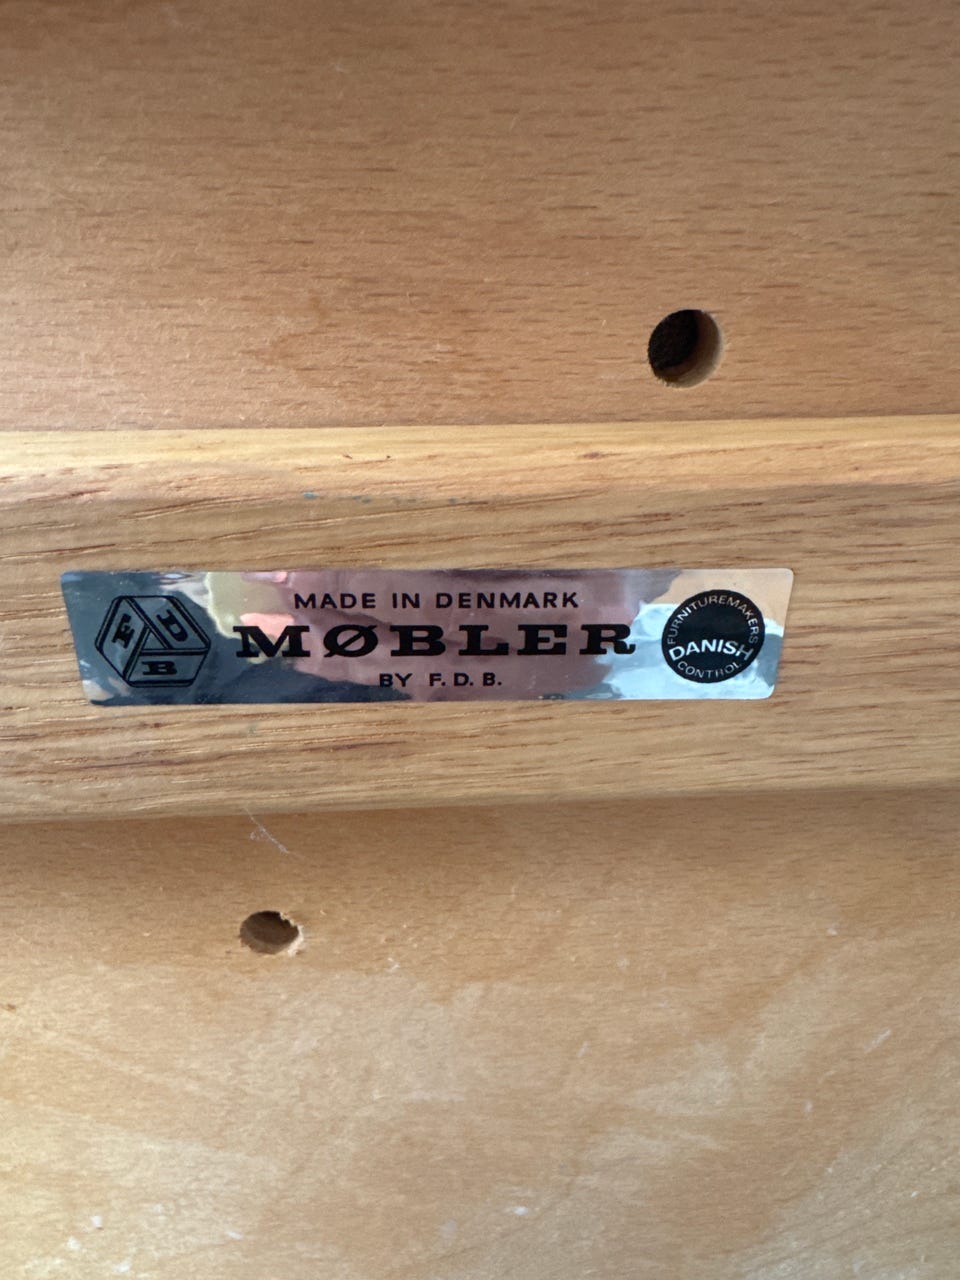 F D B
MADE IN DENMARK
MØBLER
BY F. D. B.
FURNITUREMAKERS
DANISH
CONTROL